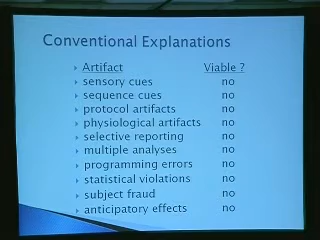 Conventional Explanations
Artifact Viable ?
sensory cues no
sequence cues no
protocol artifacts no
physiological artifacts no
selective reporting no
multiple analyses no
programming errors no
statistical violations no
subject fraud no
anticipatory effects no